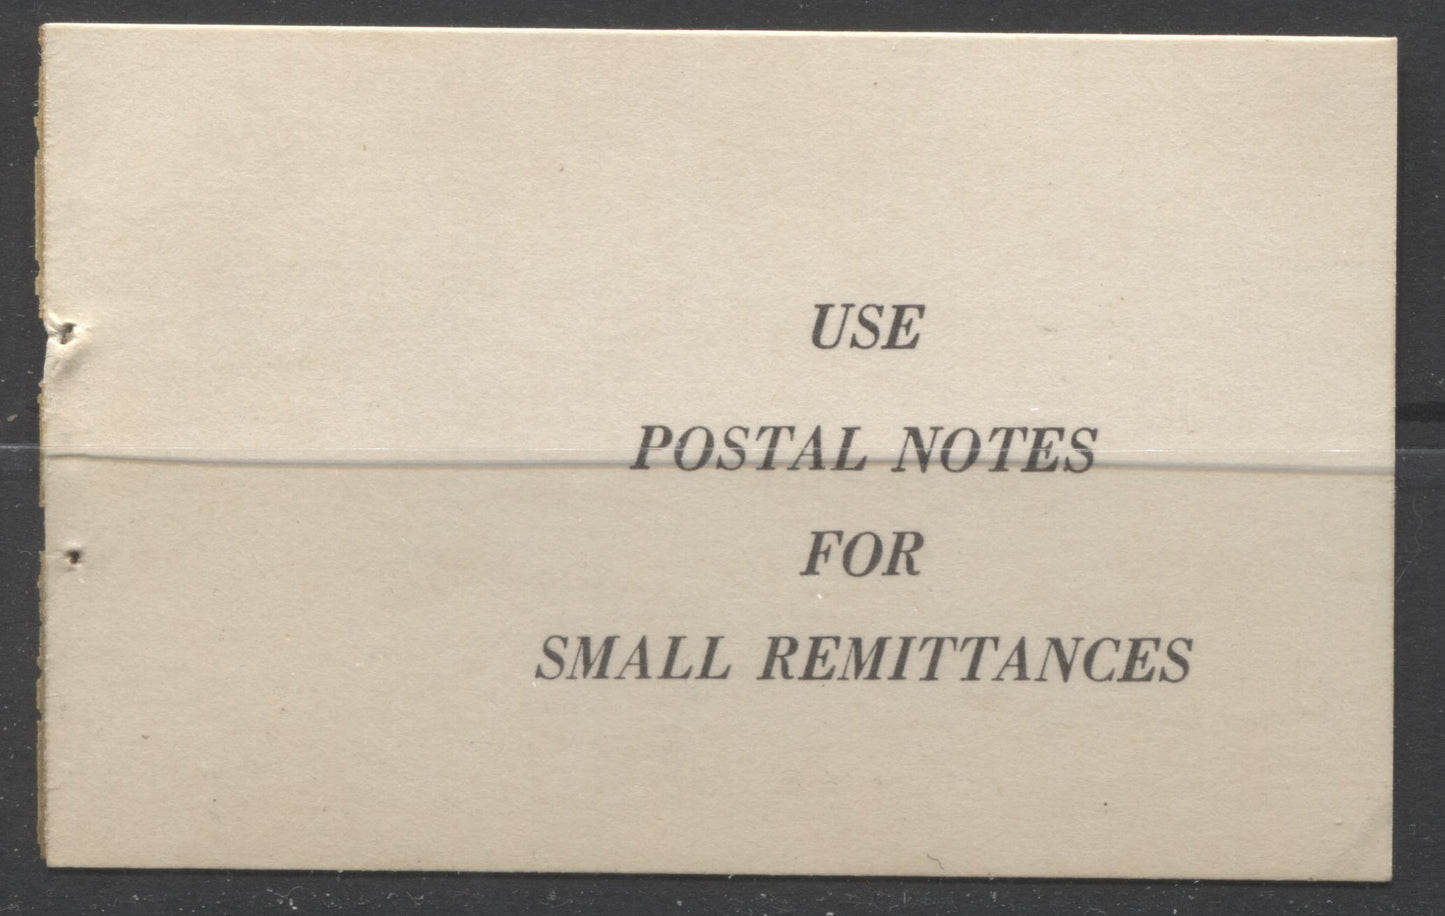 USE
POSTAL NOTES
FOR
SMALL REMITTANCES